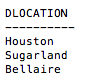 DLOCATION
----------
Houston
Sugarland
Bellaire